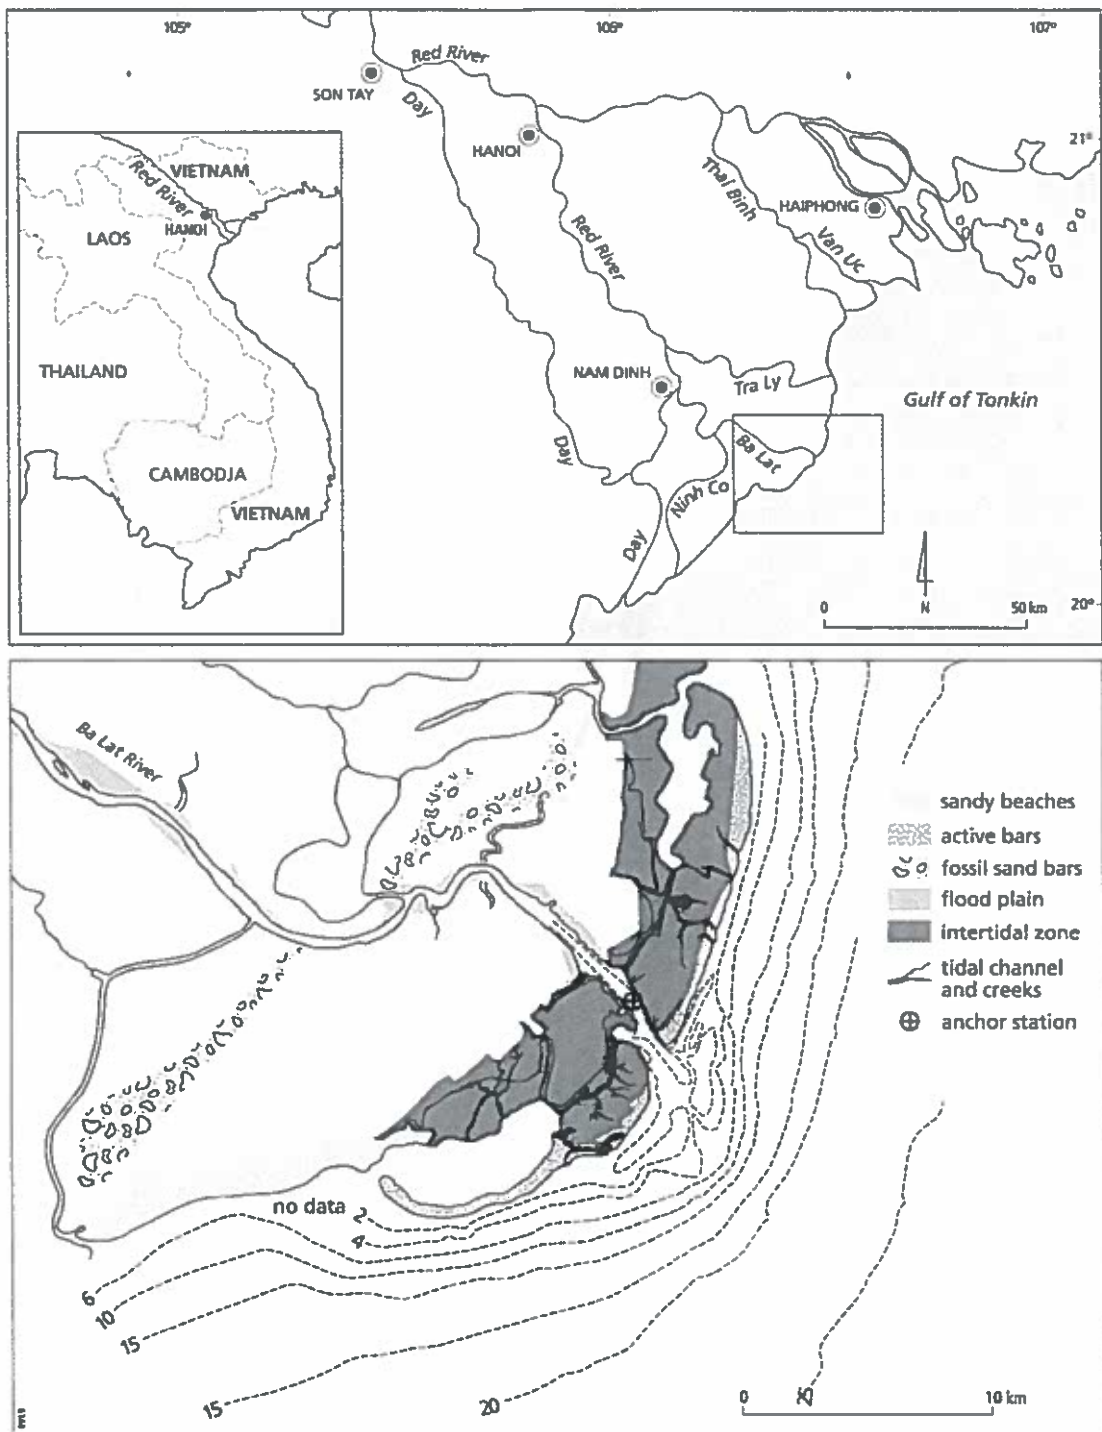 105°
106°
107°
Red River
SON TAY
Day
HANOI
21°
Thai Binh
HAIPHONG
Van Uc
Red River
VIETNAM
Red River
HANOI
LAOS
THAILAND
CAMBODJA
VIETNAM
NAM DINH
Tra Ly
Gulf of Tonkin
Day
Ba Lat
Ninh Co
Day
N
0
50 km
20°
Ba Lat River
sandy beaches
active bars
fossil sand bars
flood plain
intertidal zone
tidal channel
and creeks
anchor station
no data
2
4
6
10
15
15
20
25
0
10 km